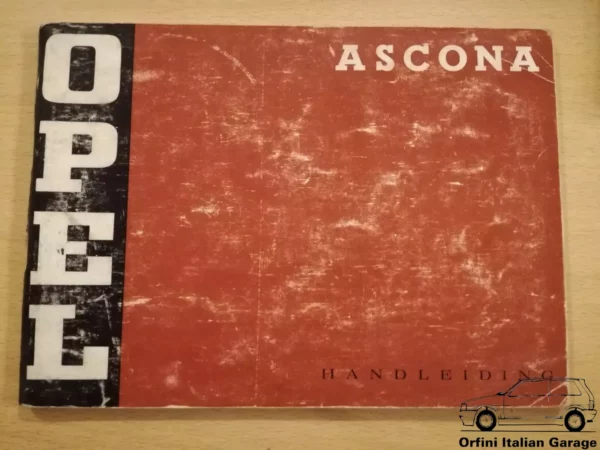 OPEL
ASCONA
HANDLEIDING
Orfini Italian Garage